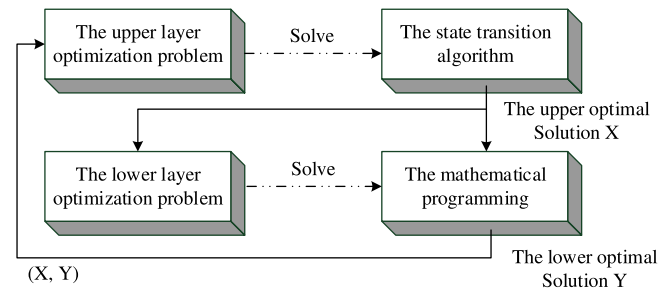 The upper layer
optimization problem
Solve
The state transition
algorithm
The upper optimal
Solution X
The lower layer
optimization problem
Solve
The mathematical
programming
The lower optimal
Solution Y
(X, Y)